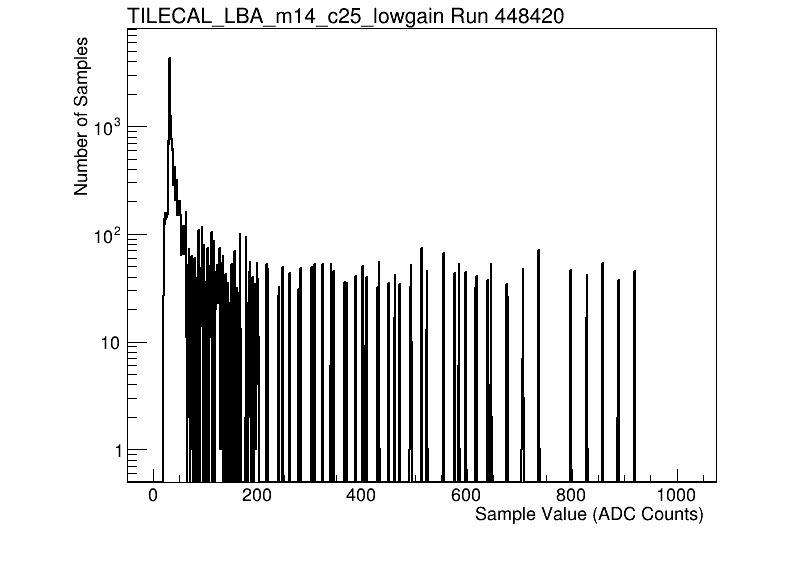 TILECAL_LBA_m14_c25_lowgain Run 448420
Number of Samples
10³
10²
10
1
0 200 400 600 800 1000
Sample Value (ADC Counts)